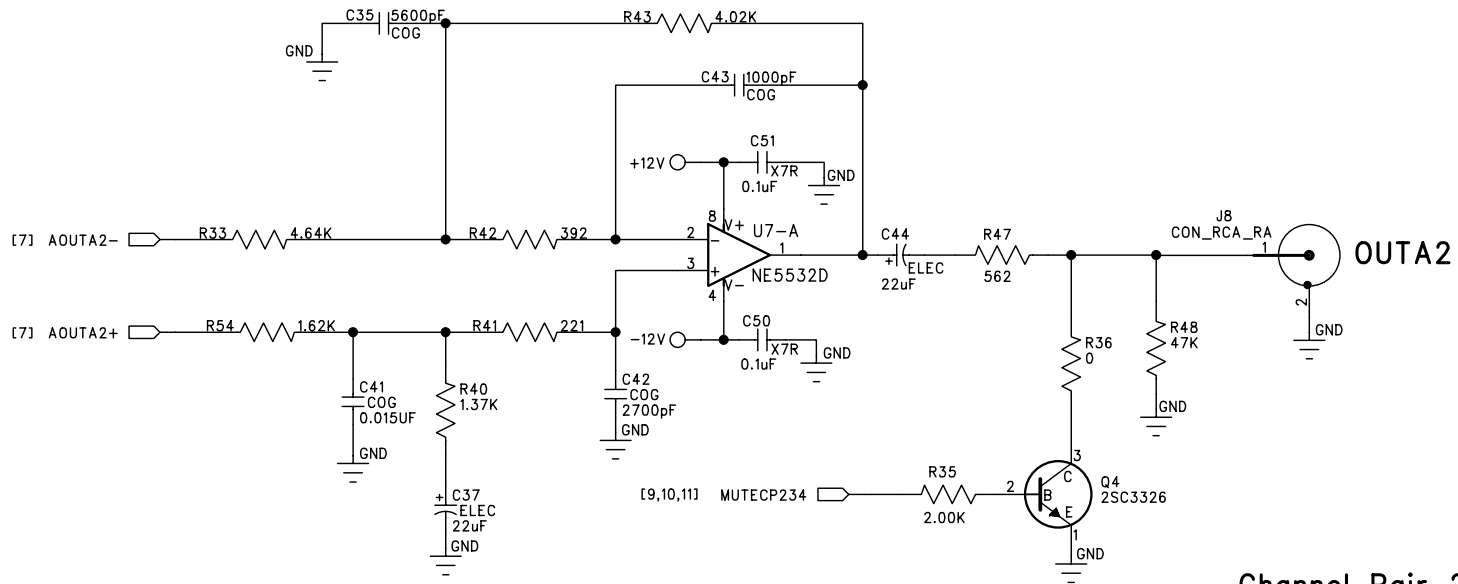 C35 5600pF
COG
GND
R43 4.02K
C43 1000pF
COG
C51
+12V
X7R
0.1uF
GND
8
V+
U7-A
[7] AOUTA2-
R33 4.64K
R42 392
2
-
1
3
+
NE5532D
V-
4
C44
+
ELEC
22uF
R47
562
J8
CON_RCA_RA
1
OUTA2
2
GND
[7] AOUTA2+
R54 1.62K
R41 221
-12V
C50
X7R
0.1uF
GND
R36
0
R48
47K
GND
C41
COG
0.015UF
GND
R40
1.37K
C42
COG
2700pF
GND
+
C37
ELEC
22uF
GND
[9,10,11] MUTECP234
R35
2.00K
2
B
3
C
E
1
Q4
2SC3326
GND